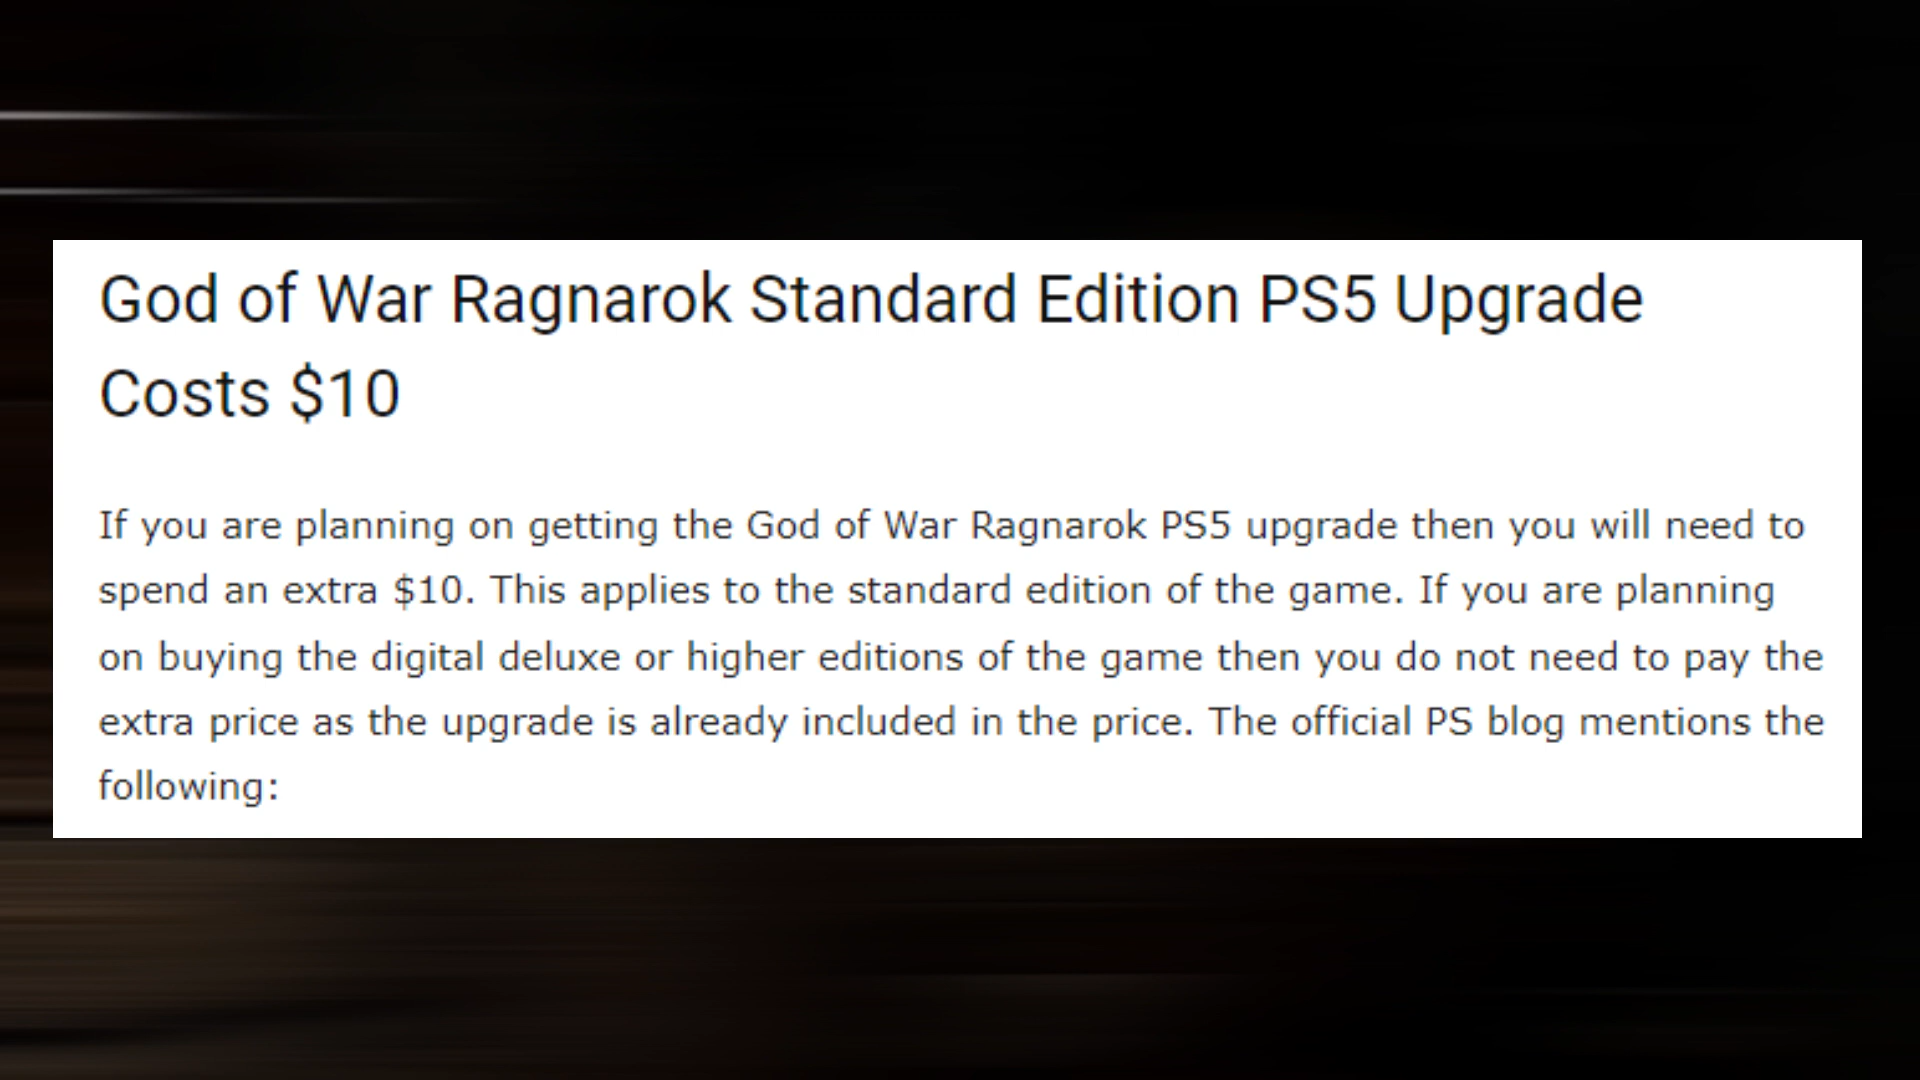 God of War Ragnarok Standard Edition PS5 Upgrade
Costs $10
If you are planning on getting the God of War Ragnarok PS5 upgrade then you will need to
spend an extra $10. This applies to the standard edition of the game. If you are planning
on buying the digital deluxe or higher editions of the game then you do not need to pay the
extra price as the upgrade is already included in the price. The official PS blog mentions the
following: